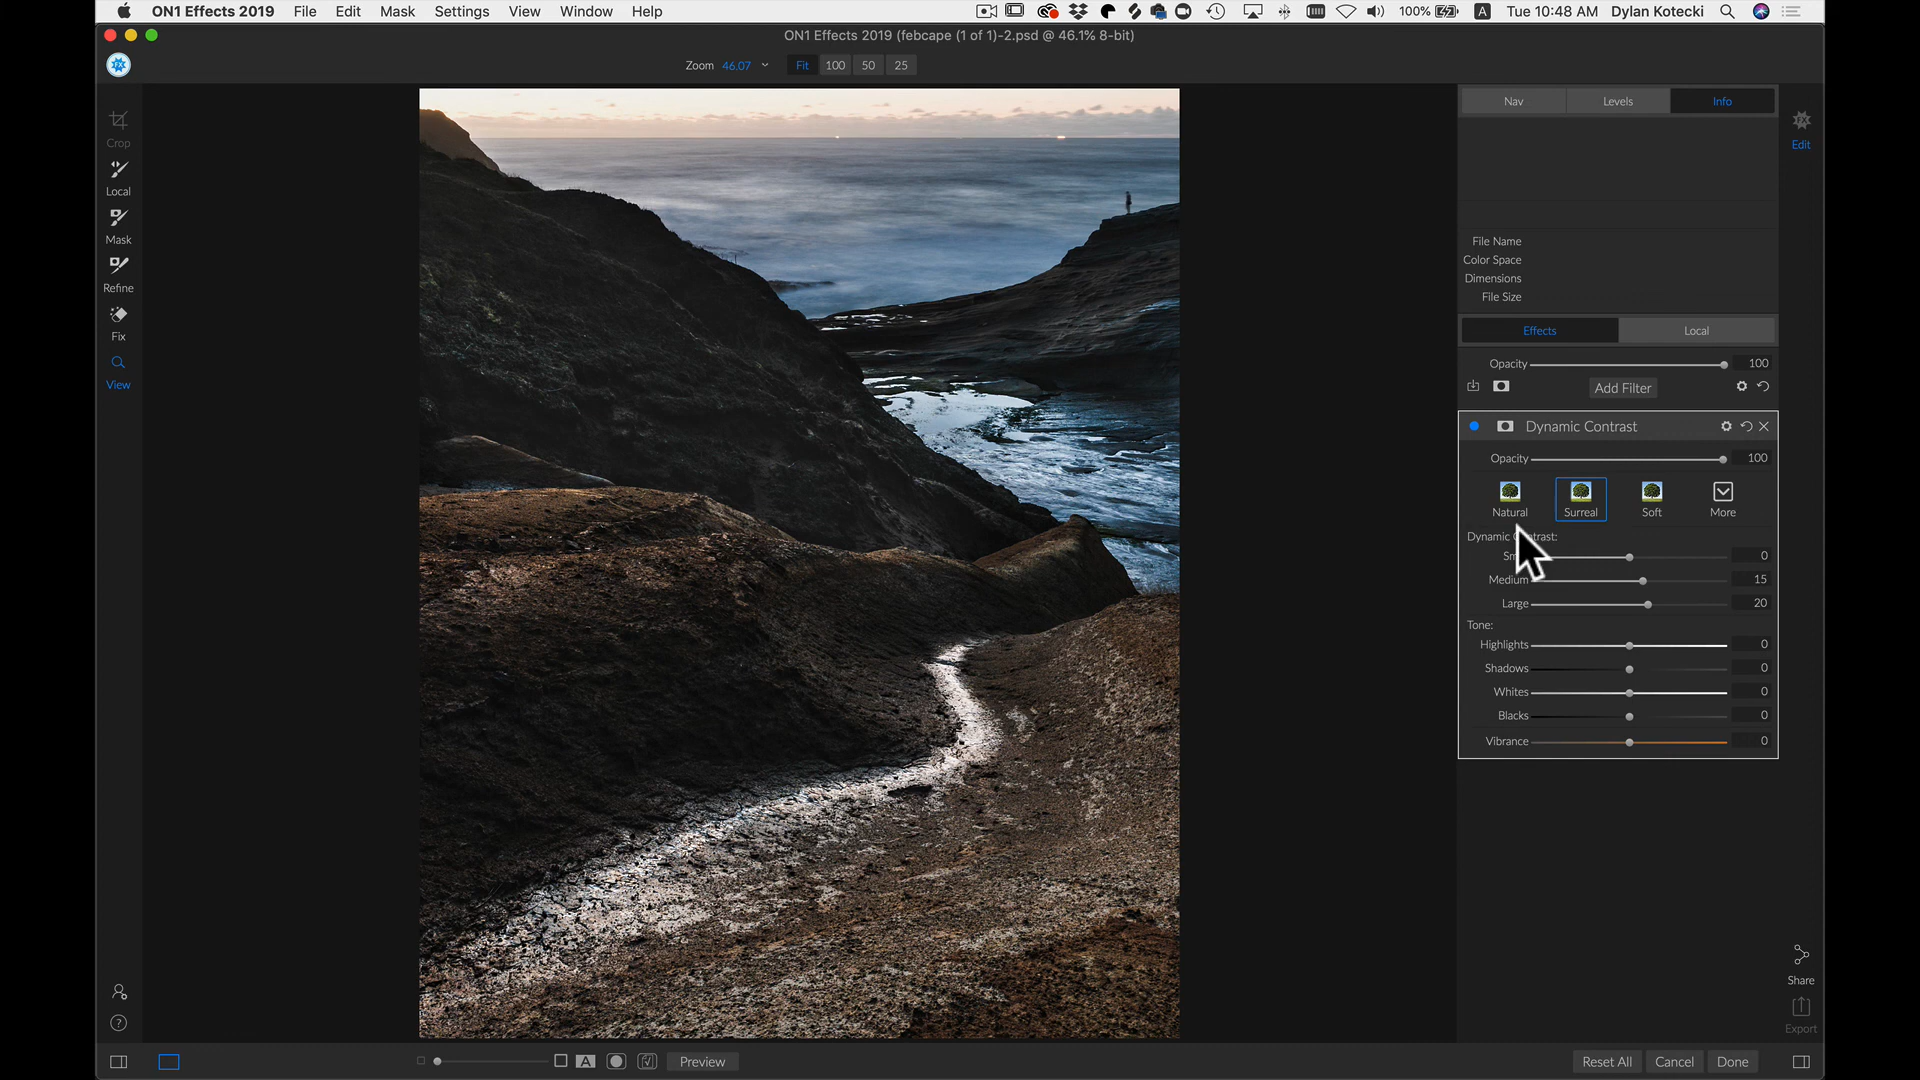 ON1 Effects 2019 File Edit Mask Settings View Window Help 100% A Tue 10:48 AM Dylan Kotecki
ON1 Effects 2019 (febcape (1 of 1)-2.psd @ 46.1% 8-bit)
Zoom 46.07 Fit 100 50 25
Crop
Local
Mask
Refine
Fix
View
Nav Levels Info
Edit
File Name
Color Space
Dimensions
File Size
Effects Local
Opacity 100
Add Filter
Dynamic Contrast
Opacity 100
Natural Surreal Soft More
Dynamic trast:
0
Medium 15
Large 20
Tone:
Highlights 0
Shadows 0
Whites 0
Blacks 0
Vibrance 0
Share
Export
A Preview Reset All Cancel Done